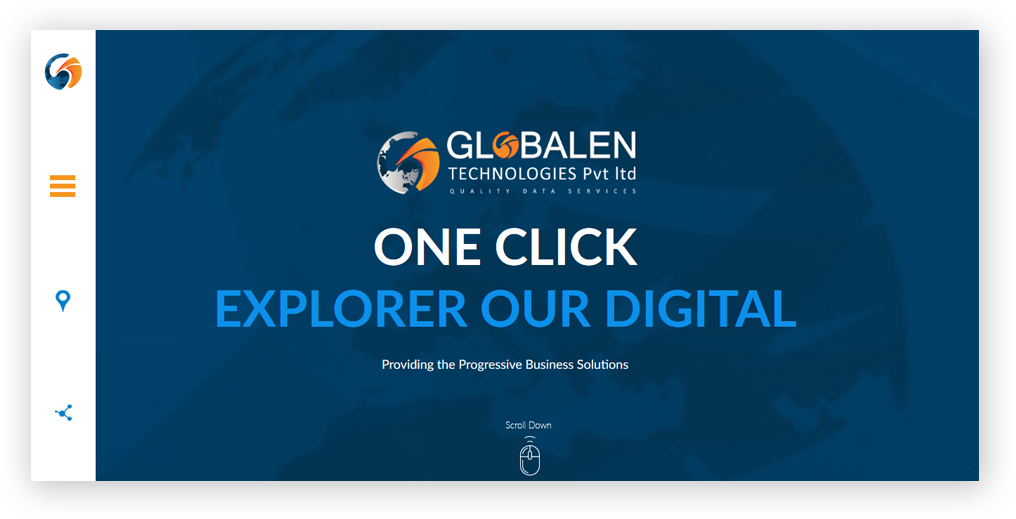 GLOBALEN
TECHNOLOGIES Pvt ltd
QUALITY DATA SERVICES
ONE CLICK
EXPLORER OUR DIGITAL
Providing the Progressive Business Solutions
Scroll Down